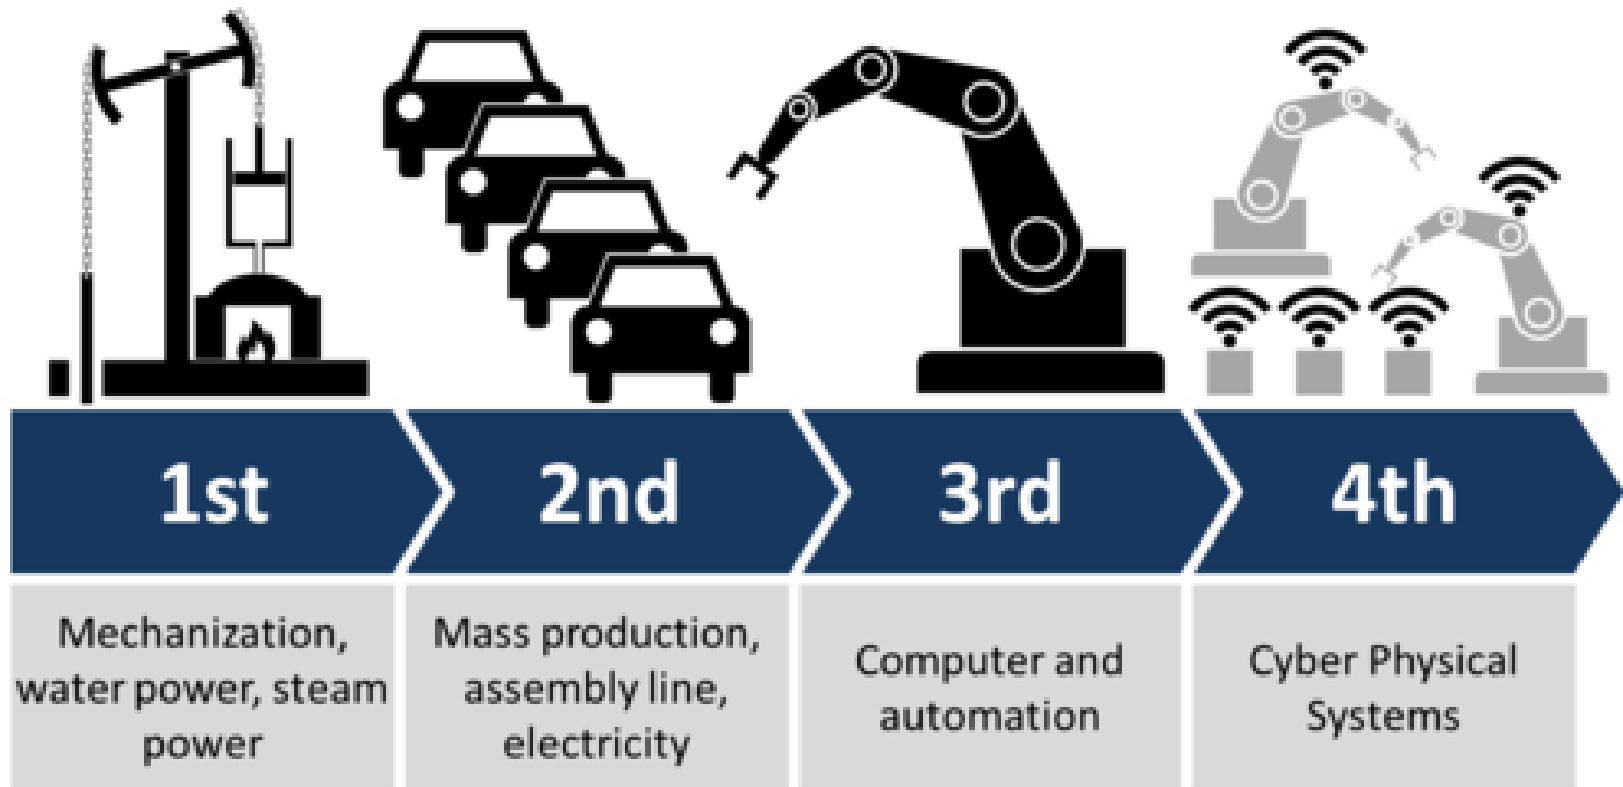 1st
2nd
3rd
4th
Mechanization,
water power, steam
power
Mass production,
assembly line,
electricity
Computer and
automation
Cyber Physical
Systems